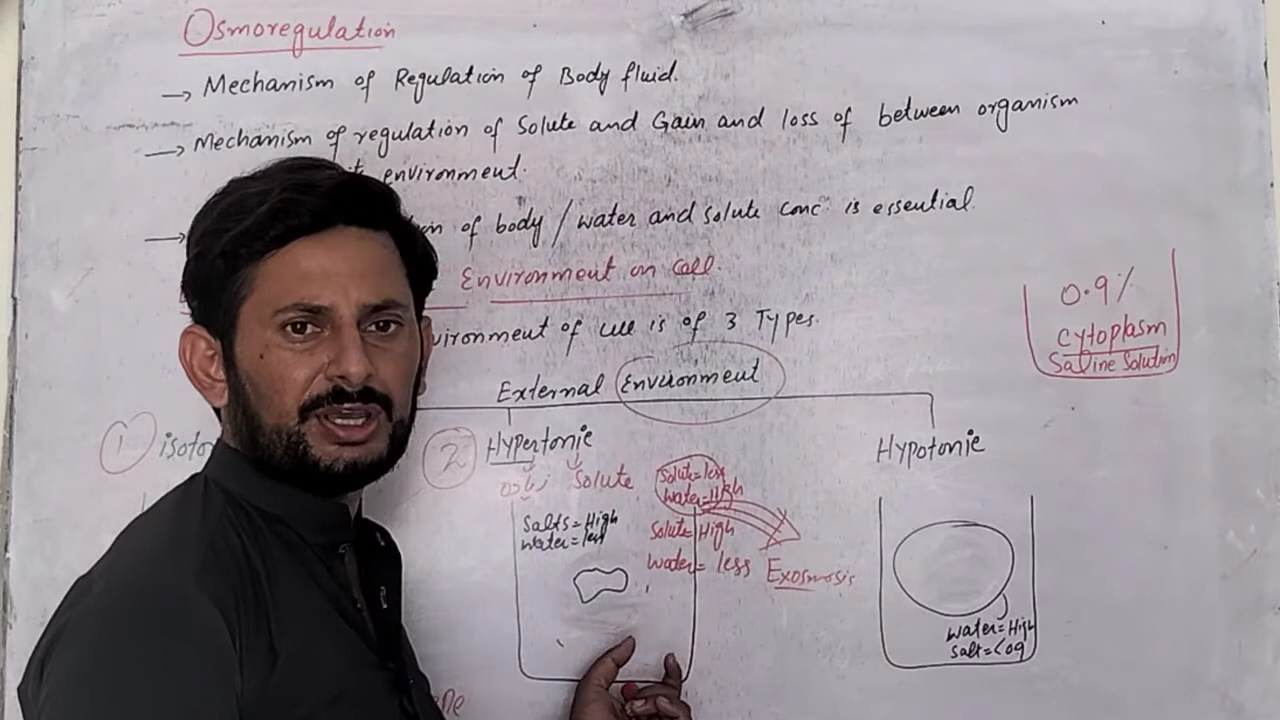 Osmoregulation
→ Mechanism of Regulation of Body fluid.
→ Mechanism of regulation of Solute and Gain and loss of between organism
environment.
→ of body / water and Solute conc. is essential.
Environment on Cell.
of cell is of 3 Types.
0.9%
Cytoplasm
Saline Solution
External Environment
1
2 Hypertonic
Hypotonic
زیادہ Solute
Solute=less
water=High
Salts=High
water=less
Solute=High
water=less
Exosmosis
water=High
Salt=